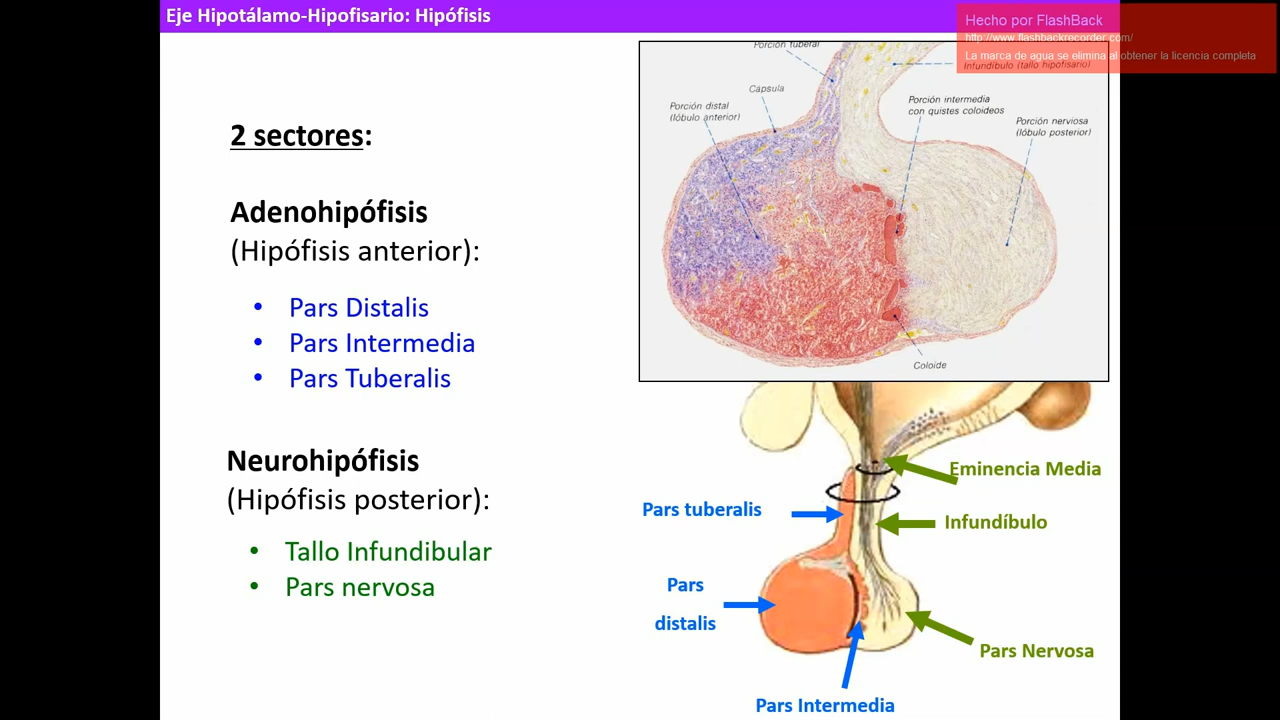 Eje Hipotálamo-Hipofisario: Hipófisis
Hecho por FlashBack
http://www.flashbackrecorder.com/
La marca de agua se elimina al obtener la licencia completa
2 sectores:
Adenohipófisis
(Hipófisis anterior):
• Pars Distalis
• Pars Intermedia
• Pars Tuberalis
Neurohipófisis
(Hipófisis posterior):
• Tallo Infundibular
• Pars nervosa
Porción tuberal
Infundíbulo (tallo hipofisario)
Cápsula
Porción distal
(lóbulo anterior)
Porción intermedia
con quistes coloideos
Porción nerviosa
(lóbulo posterior)
Coloide
Eminencia Media
Pars tuberalis
Infundíbulo
Pars
distalis
Pars Nervosa
Pars Intermedia